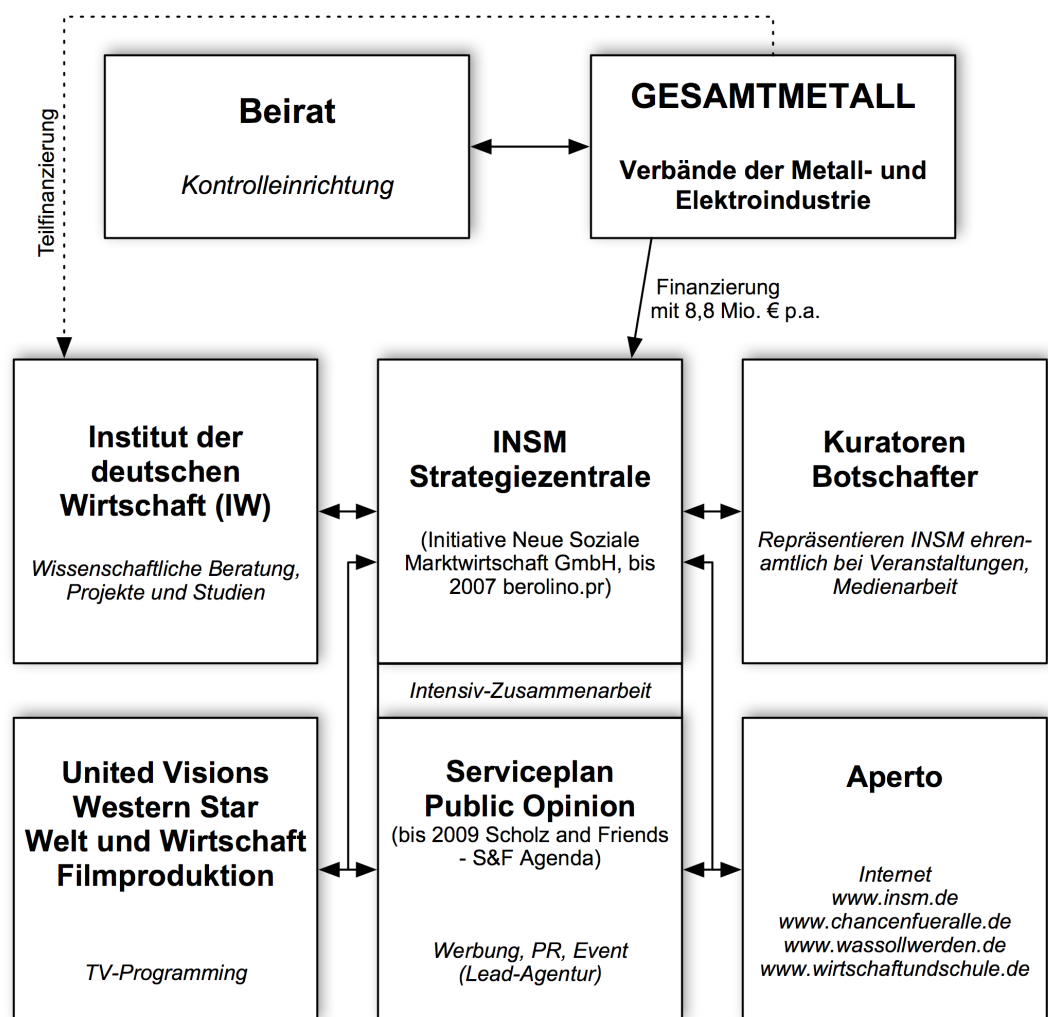 Teilfinanzierung
Beirat
Kontrolleinrichtung
GESAMTMETALL
Verbände der Metall- und
Elektroindustrie
Finanzierung
mit 8,8 Mio. € p.a.
Institut der
deutschen
Wirtschaft (IW)
Wissenschaftliche Beratung,
Projekte und Studien
INSM
Strategiezentrale
(Initiative Neue Soziale
Marktwirtschaft GmbH, bis
2007 berolino.pr)
Kuratoren
Botschafter
Repräsentieren INSM ehren-
amtlich bei Veranstaltungen,
Medienarbeit
Intensiv-Zusammenarbeit
United Visions
Western Star
Welt und Wirtschaft
Filmproduktion
TV-Programming
Serviceplan
Public Opinion
(bis 2009 Scholz and Friends
- S&F Agenda)
Werbung, PR, Event
(Lead-Agentur)
Aperto
Internet
www.insm.de
www.chancenfueralle.de
www.wassollwerden.de
www.wirtschaftundschule.de